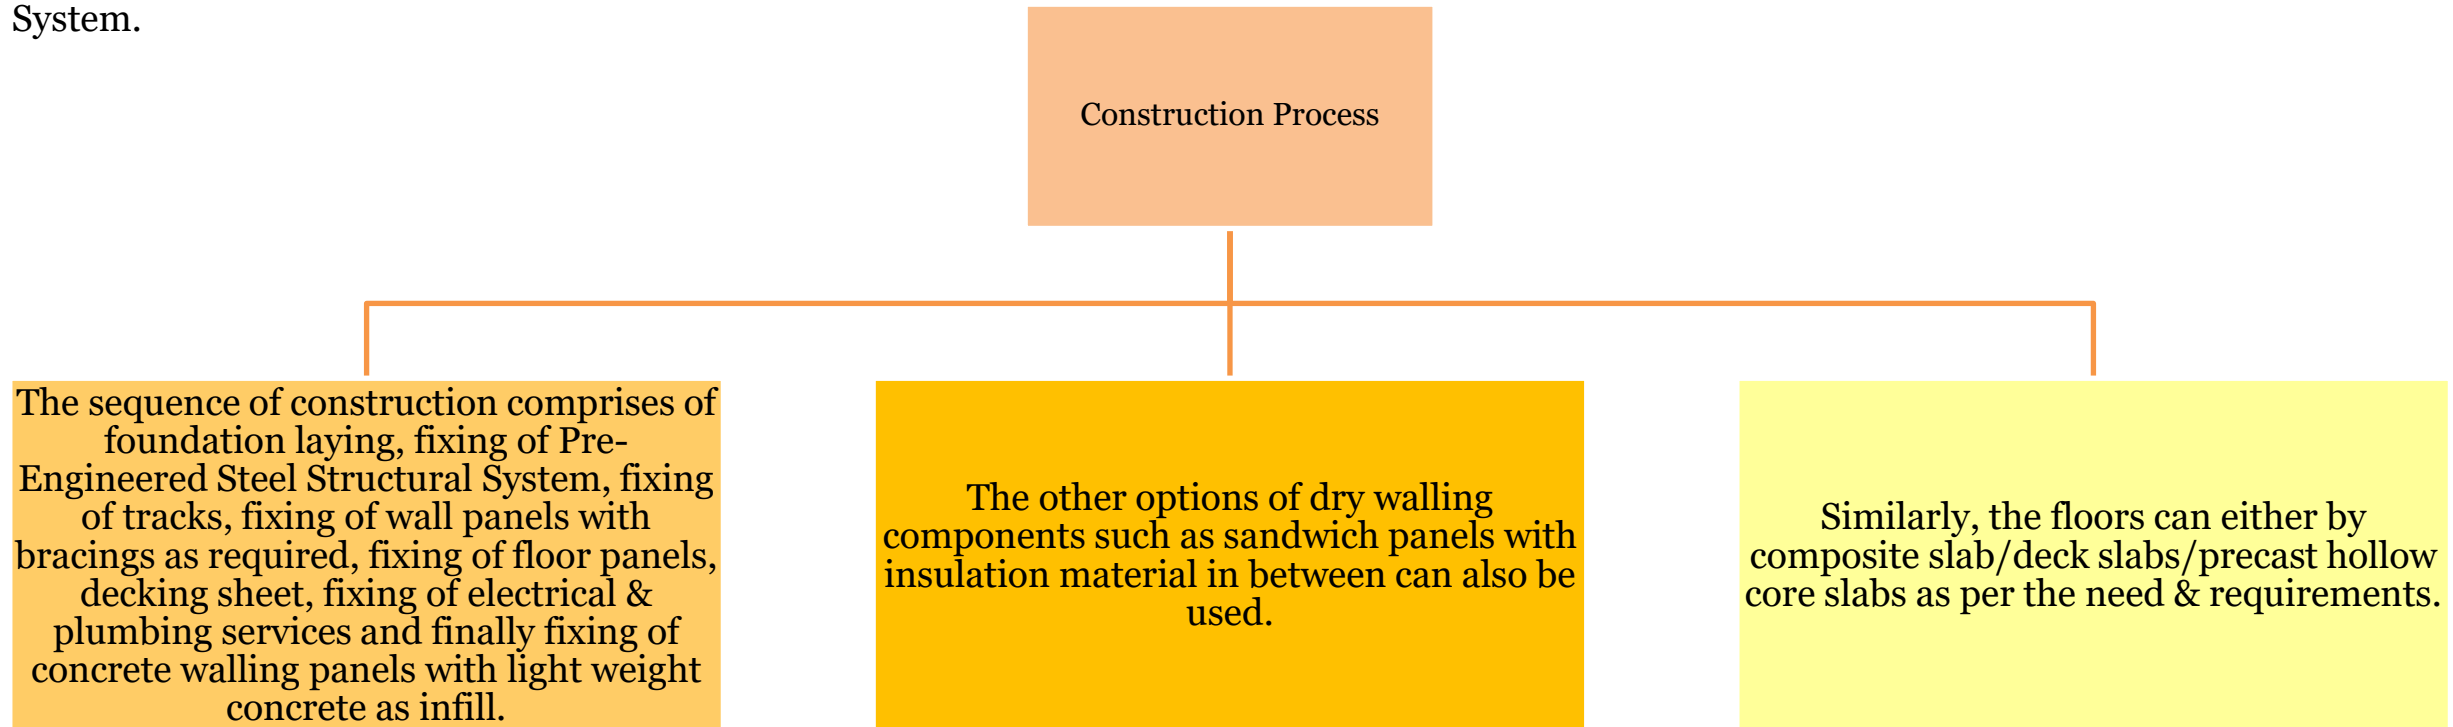 System.
Construction Process
The sequence of construction comprises of
foundation laying, fixing of Pre-
Engineered Steel Structural System, fixing
of tracks, fixing of wall panels with
bracings as required, fixing of floor panels,
decking sheet, fixing of electrical &
plumbing services and finally fixing of
concrete walling panels with light weight
concrete as infill.
The other options of dry walling
components such as sandwich panels with
insulation material in between can also be
used.
Similarly, the floors can either by
composite slab/deck slabs/precast hollow
core slabs as per the need & requirements.